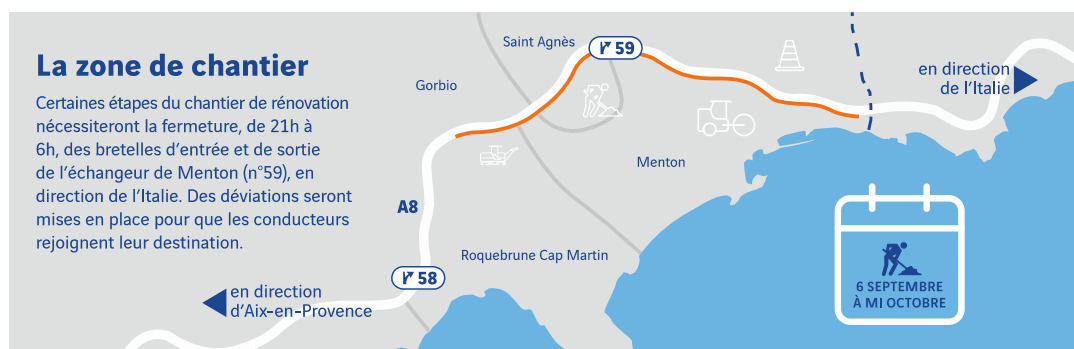 La zone de chantier
Certaines étapes du chantier de rénovation
nécessiteront la fermeture, de 21h à
6h, des bretelles d'entrée et de sortie
de l'échangeur de Menton (n°59), en
direction de l'Italie. Des déviations seront
mises en place pour que les conducteurs
rejoignent leur destination.
Saint Agnès
59
Gorbio
en direction
de l'Italie
Menton
A8
Roquebrune Cap Martin
58
en direction
d'Aix-en-Provence
6 SEPTEMBRE
À MI OCTOBRE